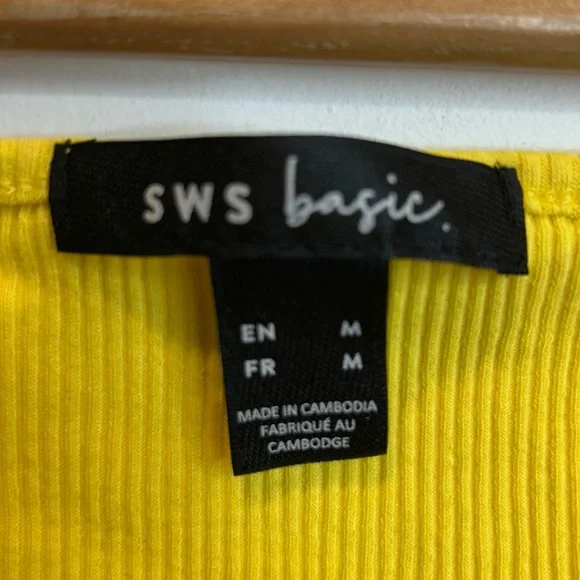 SWS basic.
EN M
FR M
MADE IN CAMBODIA
FABRIQUÉ AU
CAMBODGE